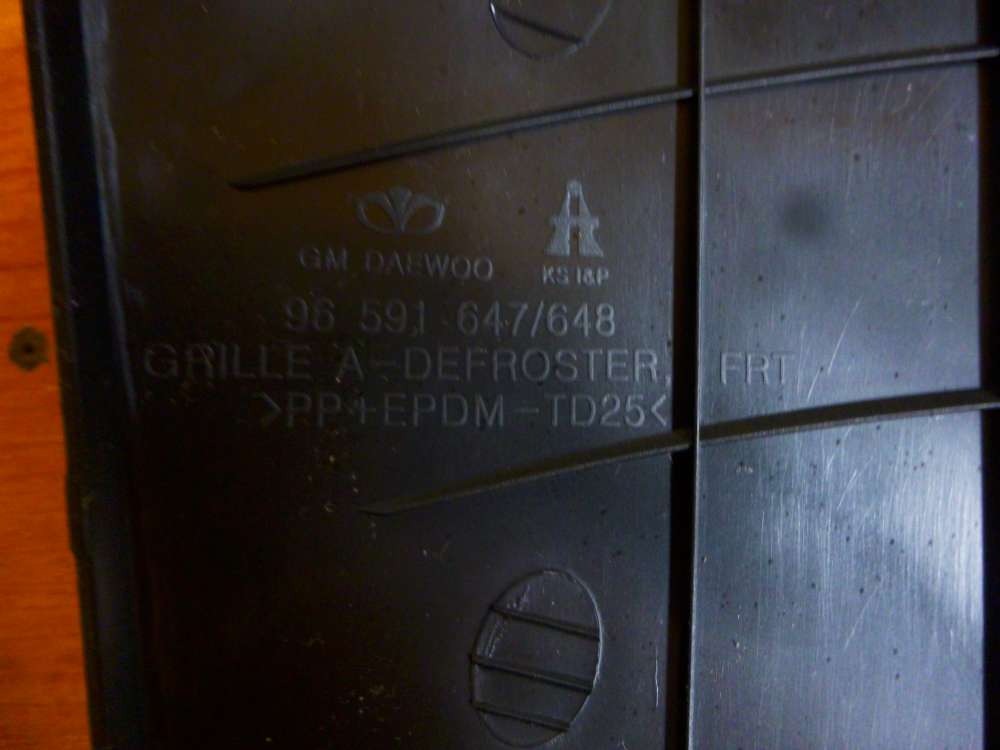 GM DAEWOO
KS I&P
96 591 647/648
GRILLE A-DEFROSTER, FRT
>PP+EPDM-TD25<